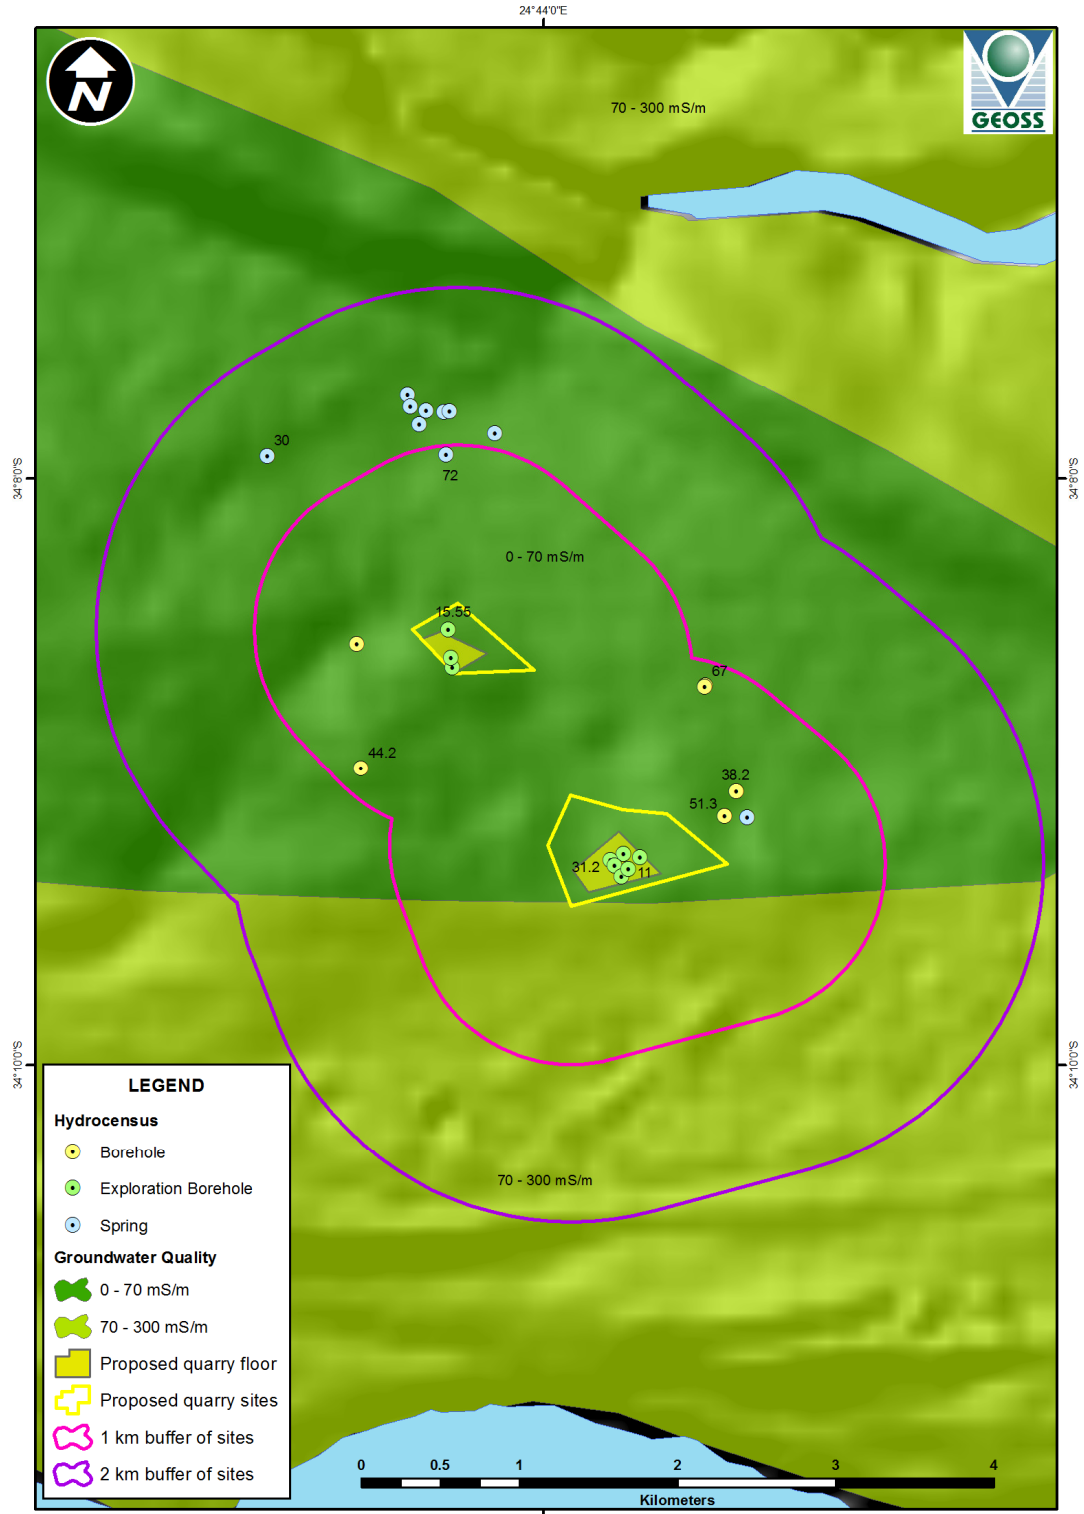 24°44'0"E
N
GEOSS
70 - 300 mS/m
30
72
34°8'0"S
34°8'0"S
0 - 70 mS/m
15.55
67
44.2
38.2
51.3
31.2
11
34°10'0"S
34°10'0"S
70 - 300 mS/m
LEGEND
Hydrocensus
Borehole
Exploration Borehole
Spring
Groundwater Quality
0 - 70 mS/m
70 - 300 mS/m
Proposed quarry floor
Proposed quarry sites
1 km buffer of sites
2 km buffer of sites
0 0.5 1 2 3 4
Kilometers